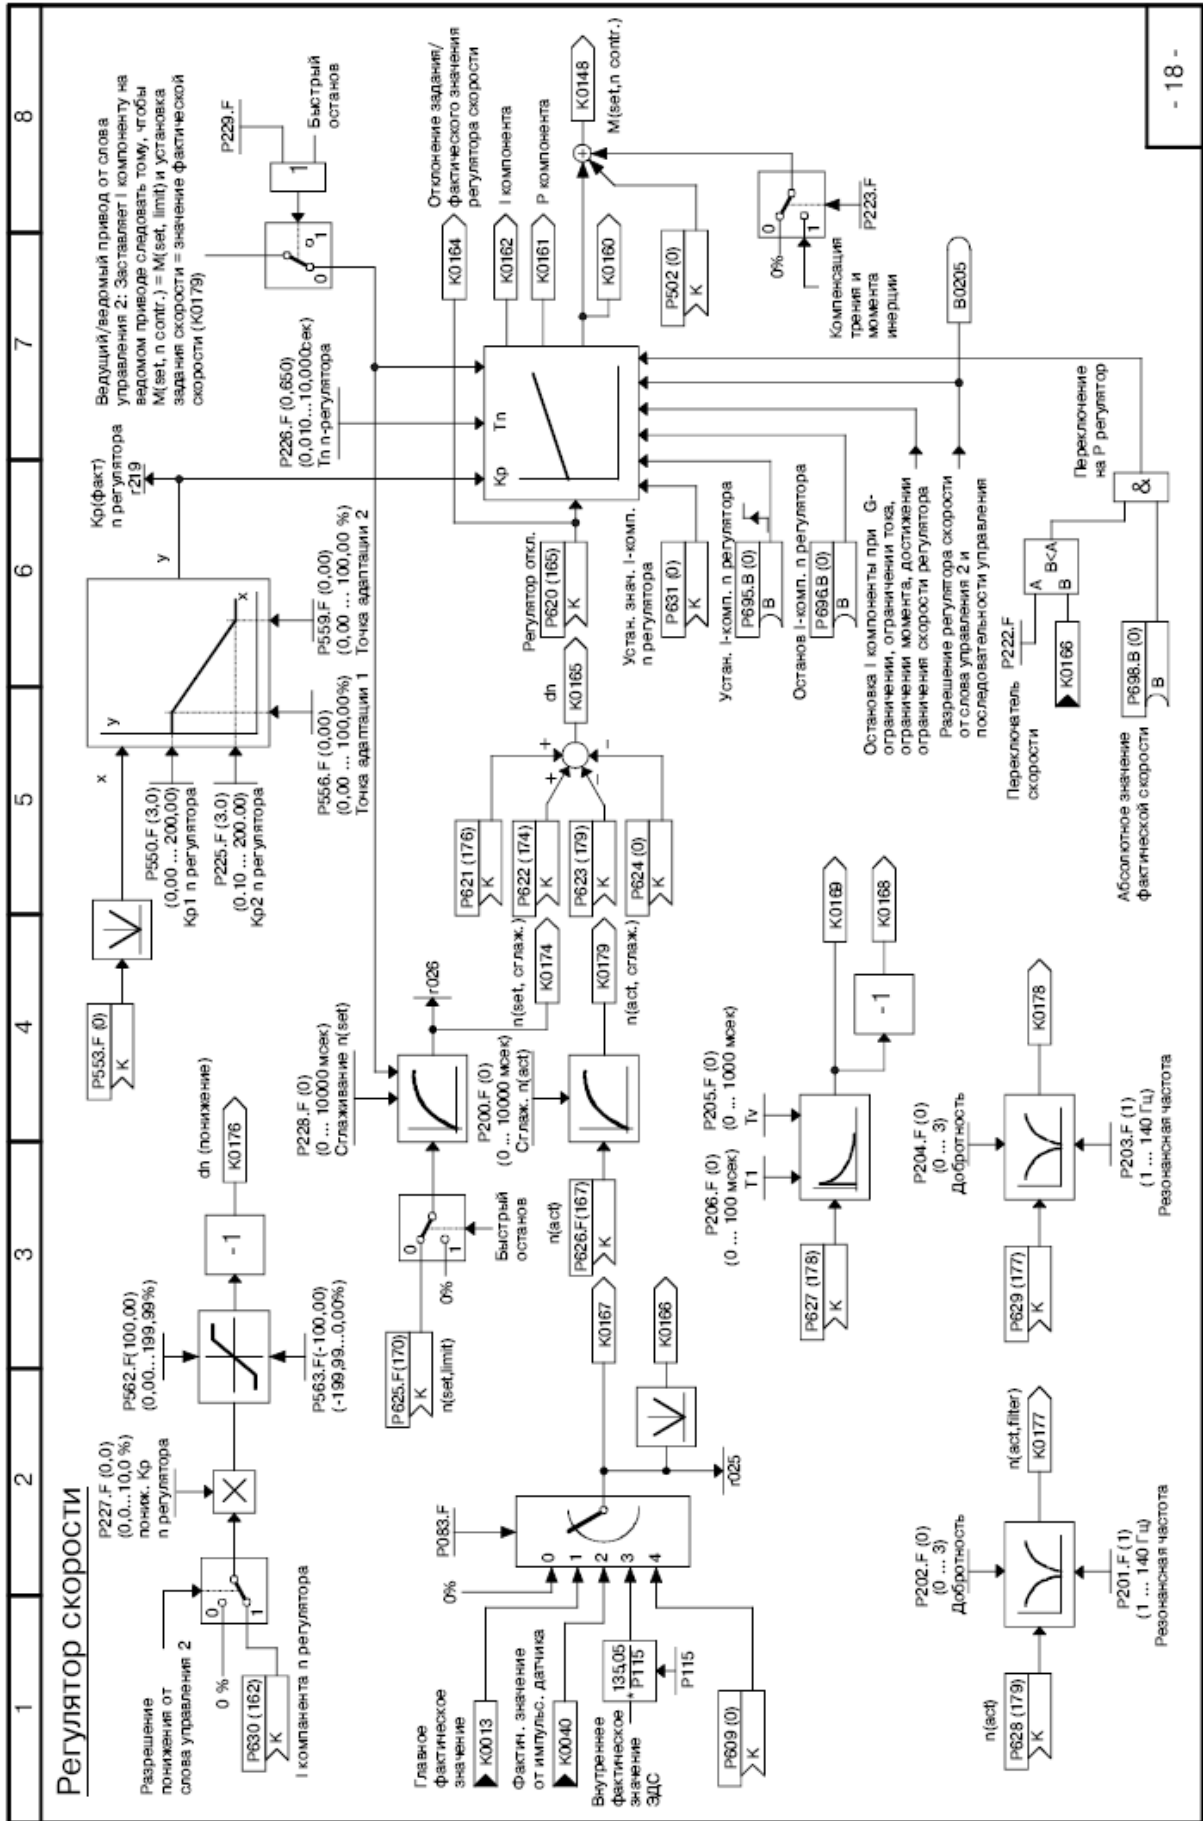 1
2
3
4
5
6
7
8
Регулятор скорости
Разрешение
понижения от
слова управления 2
0 %
0
1
P630 (162)
K
I компанента n регулятора
P227.F (0,0)
(0,0...10,0 %)
пониж. Kp
n регулятора
P562.F(100,00)
(0,00...199,99%)
P563.F(-100,00)
(-199,99...0,00%)
- 1
K0176
dn (понижение)
P553.F (0)
K
x
y
x
y
P550.F (3,0)
(0,00 ... 200,00)
Kp1 n регулятора
P225.F (3.0)
(0.10 ... 200.00)
Kp2 n регулятора
P556.F (0,00)
(0,00 ... 100,00%)
Точка адаптации 1
P559.F (0,00)
(0,00 ... 100,00 %)
Точка адаптации 2
Kp(факт)
n регулятора
r219
Ведущий/ведомый привод от слова
управления 2: Заставляет I компоненту на
ведомом приводе следовать тому, чтобы
M(set, n contr.) = M(set, limit) и установка
задания скорости = значение фактической
скорости (K0179)
P229.F
1
Быстрый
останов
0
1
P226.F (0,650)
(0,010...10,000сек)
Tn n-регулятора
P228.F (0)
(0 ... 10000 мсек)
Сглаживание n(set)
r026
P625.F(170)
K
n(set,limit)
0
1
0%
Быстрый
останов
n(set, сглаж.)
K0174
P200.F (0)
(0 ... 10000 мсек)
Сглаж. n(act)
n(act)
P626.F(167)
K
K0179
n(act, сглаж.)
P621 (176)
K
P622 (174)
K
P623 (179)
K
P624 (0)
K
+
+
−
−
dn
K0165
Регулятор откл.
P620 (165)
K
Kp
Tn
Отклонение задания/
фактического значения
регулятора скорости
K0164
K0162
I компонента
K0161
P компонента
K0160
+
K0148
M(set,n contr.)
P502 (0)
K
0%
0
1
P223.F
Компенсация
трения и
момента
инерции
Устан. знач. I-комп.
n регулятора
P631 (0)
K
Устан. I-комп. n регулятора
P695.B (0)
B
Останов I-комп. n регулятора
P696.B (0)
B
Остановка I компоненты при G-
ограничении, ограничении тока,
ограничении момента, достижении
ограничения скорости регулятора
Разрешение регулятора скорости
от слова управления 2 и
последовательности управления
B0205
Переключатель
скорости
P222.F
A
B<A
B
K0166
Абсолютное значение
фактической скорости
P698.B (0)
B
&
Переключение
на P регулятор
Главное
фактическое
значение
K0013
Фактич. значение
от импульс. датчика
K0040
Внутреннее
фактическое
значение
ЭДС
135,05
* P115
P115
P609 (0)
K
0%
P083.F
0
1
2
3
4
r025
K0167
K0166
P206.F (0)
(0 ... 100 мсек)
T1
P205.F (0)
(0 ... 1000 мсек)
Tv
P627 (178)
K
K0169
- 1
K0168
n(act)
P628 (179)
K
P202.F (0)
(0 ... 3)
Добротность
P201.F (1)
(1 ... 140 Гц)
Резонансная частота
n(act,filter)
K0177
P629 (177)
K
P204.F (0)
(0 ... 3)
Добротность
P203.F (1)
(1 ... 140 Гц)
Резонансная частота
K0178
- 18 -